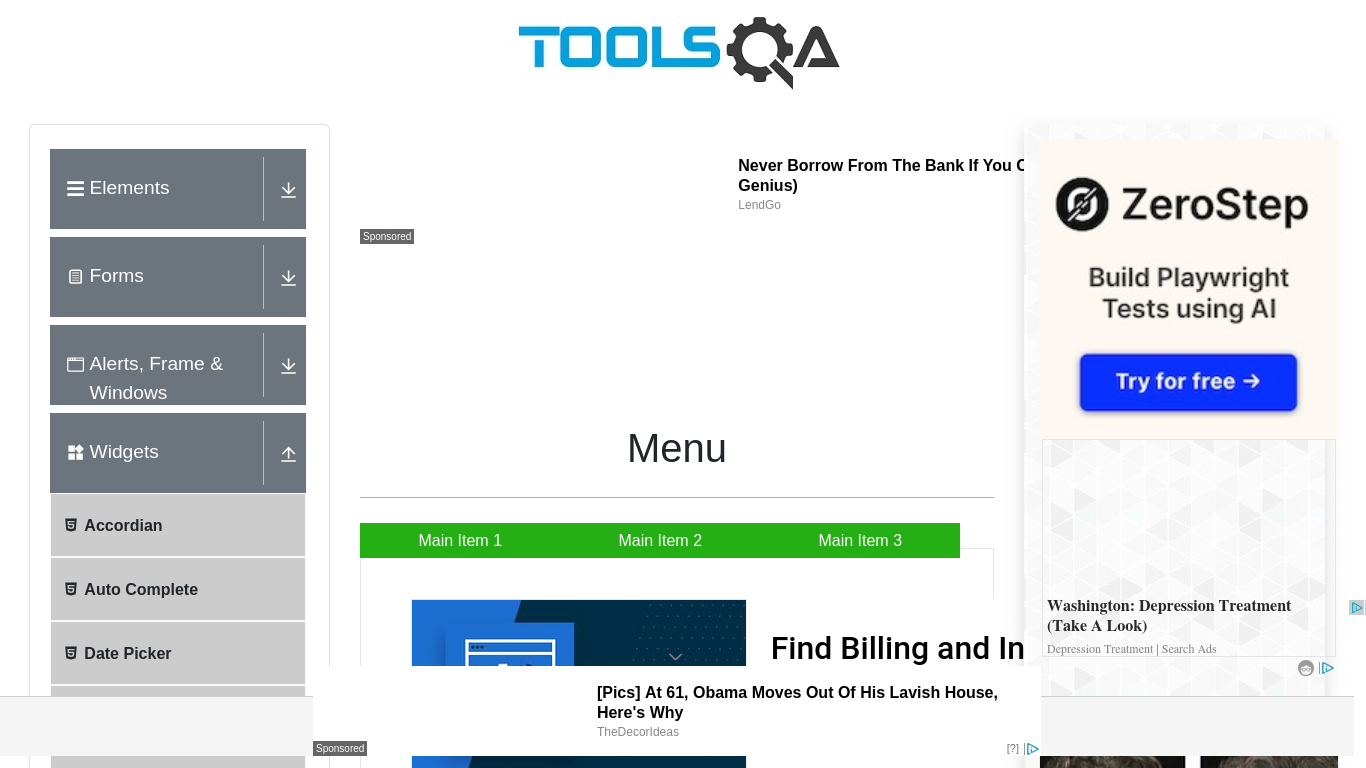 TOOLSQA
Elements
Forms
Alerts, Frame &
Windows
Widgets
Accordian
Auto Complete
Date Picker
Never Borrow From The Bank If You
Genius)
LendGo
Sponsored
Menu
Main Item 1
Main Item 2
Main Item 3
Find Billing and In
[Pics] At 61, Obama Moves Out Of His Lavish House,
Here's Why
TheDecorIdeas
Sponsored
[?]
ZeroStep
Build Playwright
Tests using AI
Try for free →
Washington: Depression Treatment
(Take A Look)
Depression Treatment | Search Ads